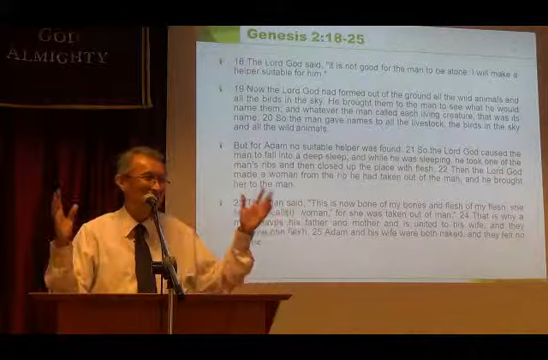 GOD
ALMIGHTY
Genesis 2:18-25
18 The Lord God said, "It is not good for the man to be alone. I will make a
helper suitable for him."
19 Now the Lord God had formed out of the ground all the wild animals and
all the birds in the sky. He brought them to the man to see what he would
name them; and whatever the man called each living creature, that was its
name. 20 So the man gave names to all the livestock, the birds in the sky
and all the wild animals.
But for Adam no suitable helper was found. 21 So the Lord God caused the
man to fall into a deep sleep; and while he was sleeping, he took one of the
man's ribs and then closed up the place with flesh. 22 Then the Lord God
made a woman from the rib he had taken out of the man, and he brought
her to the man.
man said, "This is now bone of my bones and flesh of my flesh; she
woman,' for she was taken out of man." 24 That is why a
his father and mother and is united to his wife, and they
flesh. 25 Adam and his wife were both naked, and they felt no